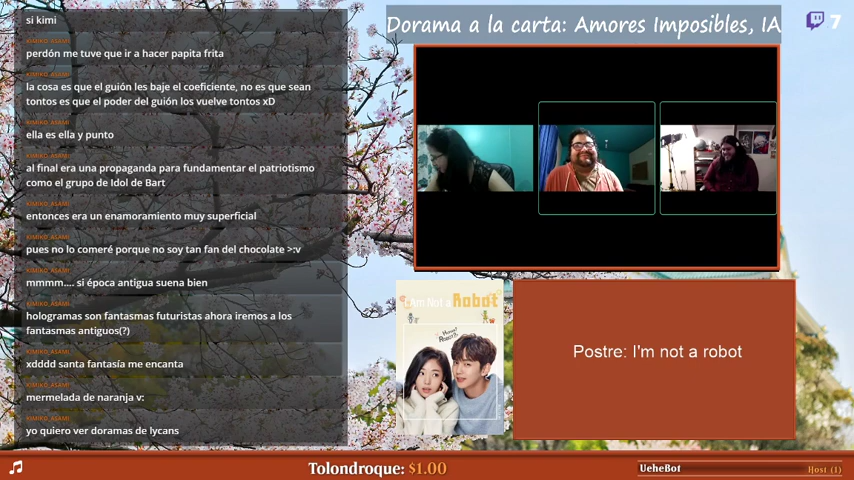 si kimi
KIMIKO_ASAMI
perdón me tuve que ir a hacer papita frita
KIMIKO_ASAMI
la cosa es que el guión les baje el coeficiente, no es que sean
tontos es que el poder del guión los vuelve tontos xD
KIMIKO_ASAMI
ella es ella y punto
KIMIKO_ASAMI
al final era una propaganda para fundamentar el patriotismo
como el grupo de Idol de Bart
KIMIKO_ASAMI
entonces era un enamoramiento muy superficial
KIMIKO_ASAMI
pues no lo comeré porque no soy tan fan del chocolate >:v
KIMIKO_ASAMI
mmmm.... si época antigua suena bien
KIMIKO_ASAMI
hologramas son fantasmas futuristas ahora iremos a los
fantasmas antiguos(?)
KIMIKO_ASAMI
xdddd santa fantasía me encanta
KIMIKO_ASAMI
mermelada de naranja v:
KIMIKO_ASAMI
yo quiero ver doramas de lycans
Dorama a la carta: Amores Imposibles, IA
7
I Am Not a Robot
Postre: I'm not a robot
Tolondroque: $1.00
UeheBot
Host (1)